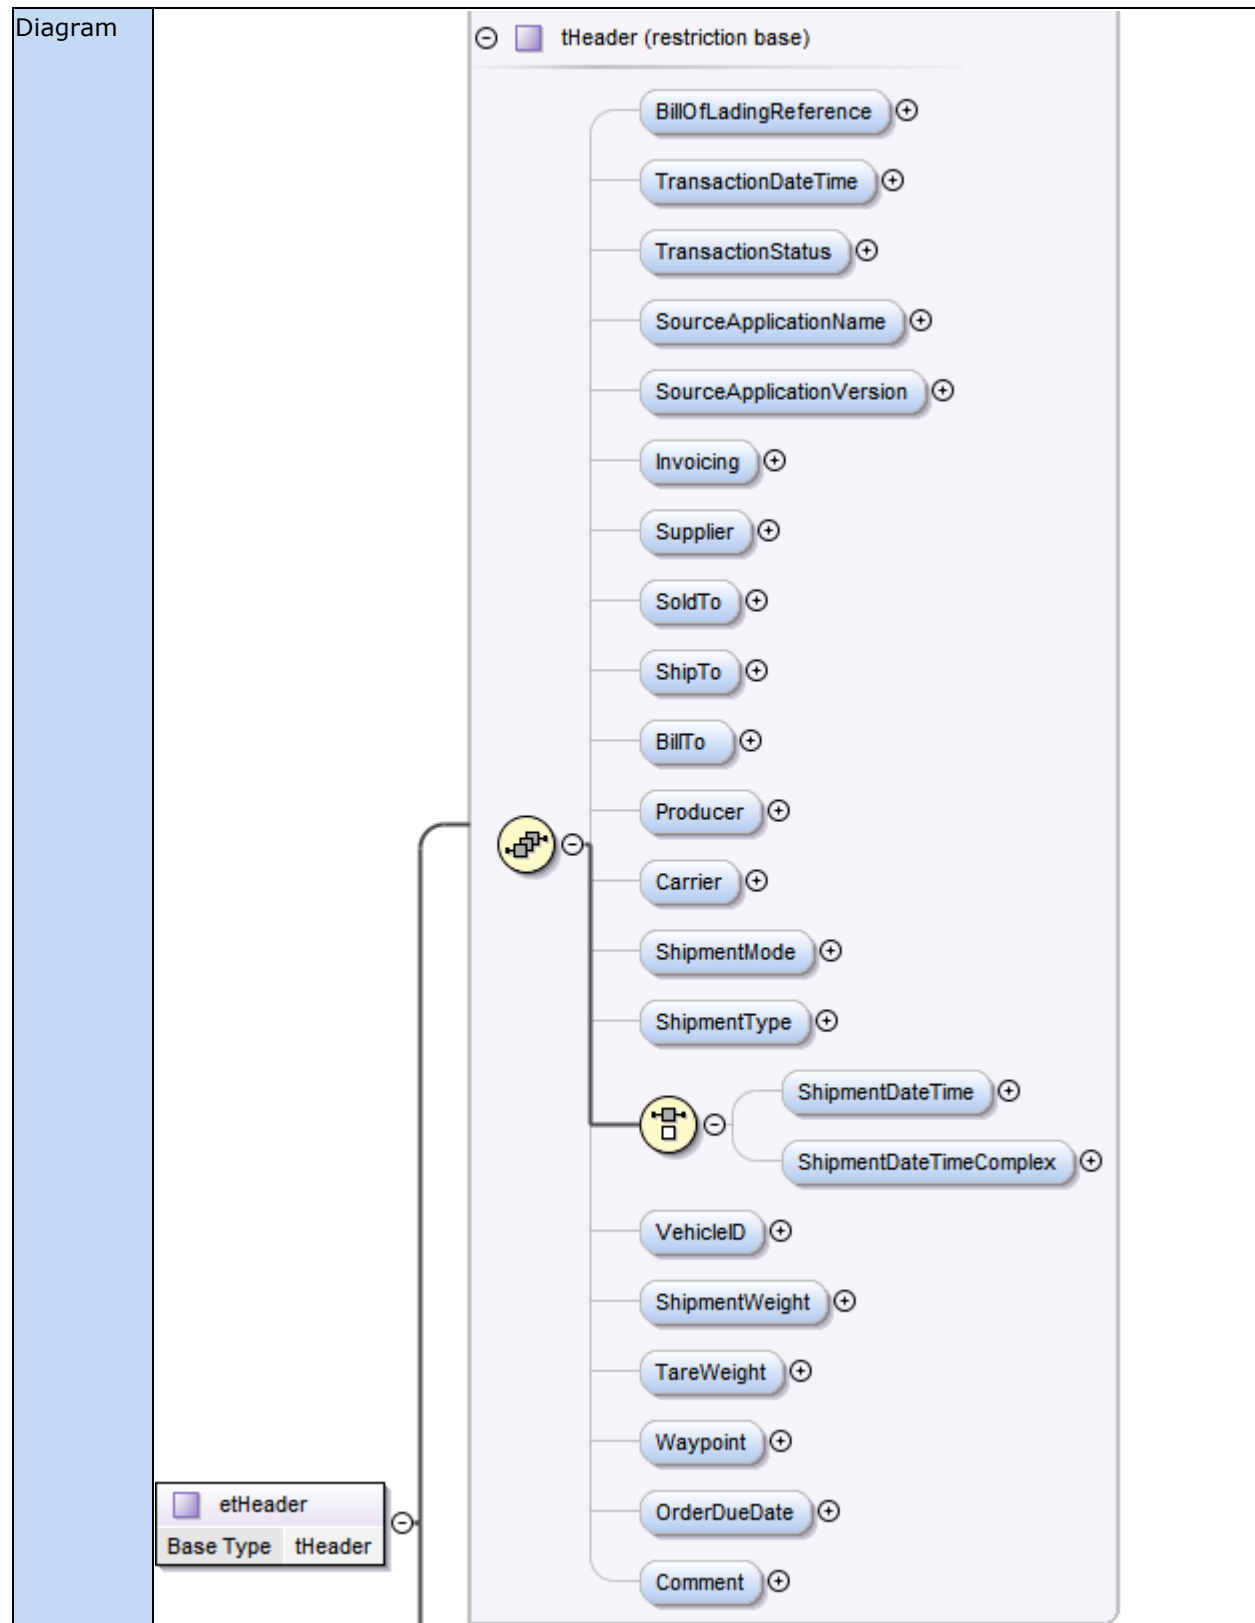 Diagram
tHeader (restriction base)
BillOfLadingReference
TransactionDateTime
TransactionStatus
SourceApplicationName
SourceApplicationVersion
Invoicing
Supplier
SoldTo
ShipTo
BillTo
Producer
Carrier
ShipmentMode
ShipmentType
ShipmentDateTime
ShipmentDateTimeComplex
VehicleID
ShipmentWeight
TareWeight
Waypoint
OrderDueDate
Comment
etHeader
Base Type tHeader